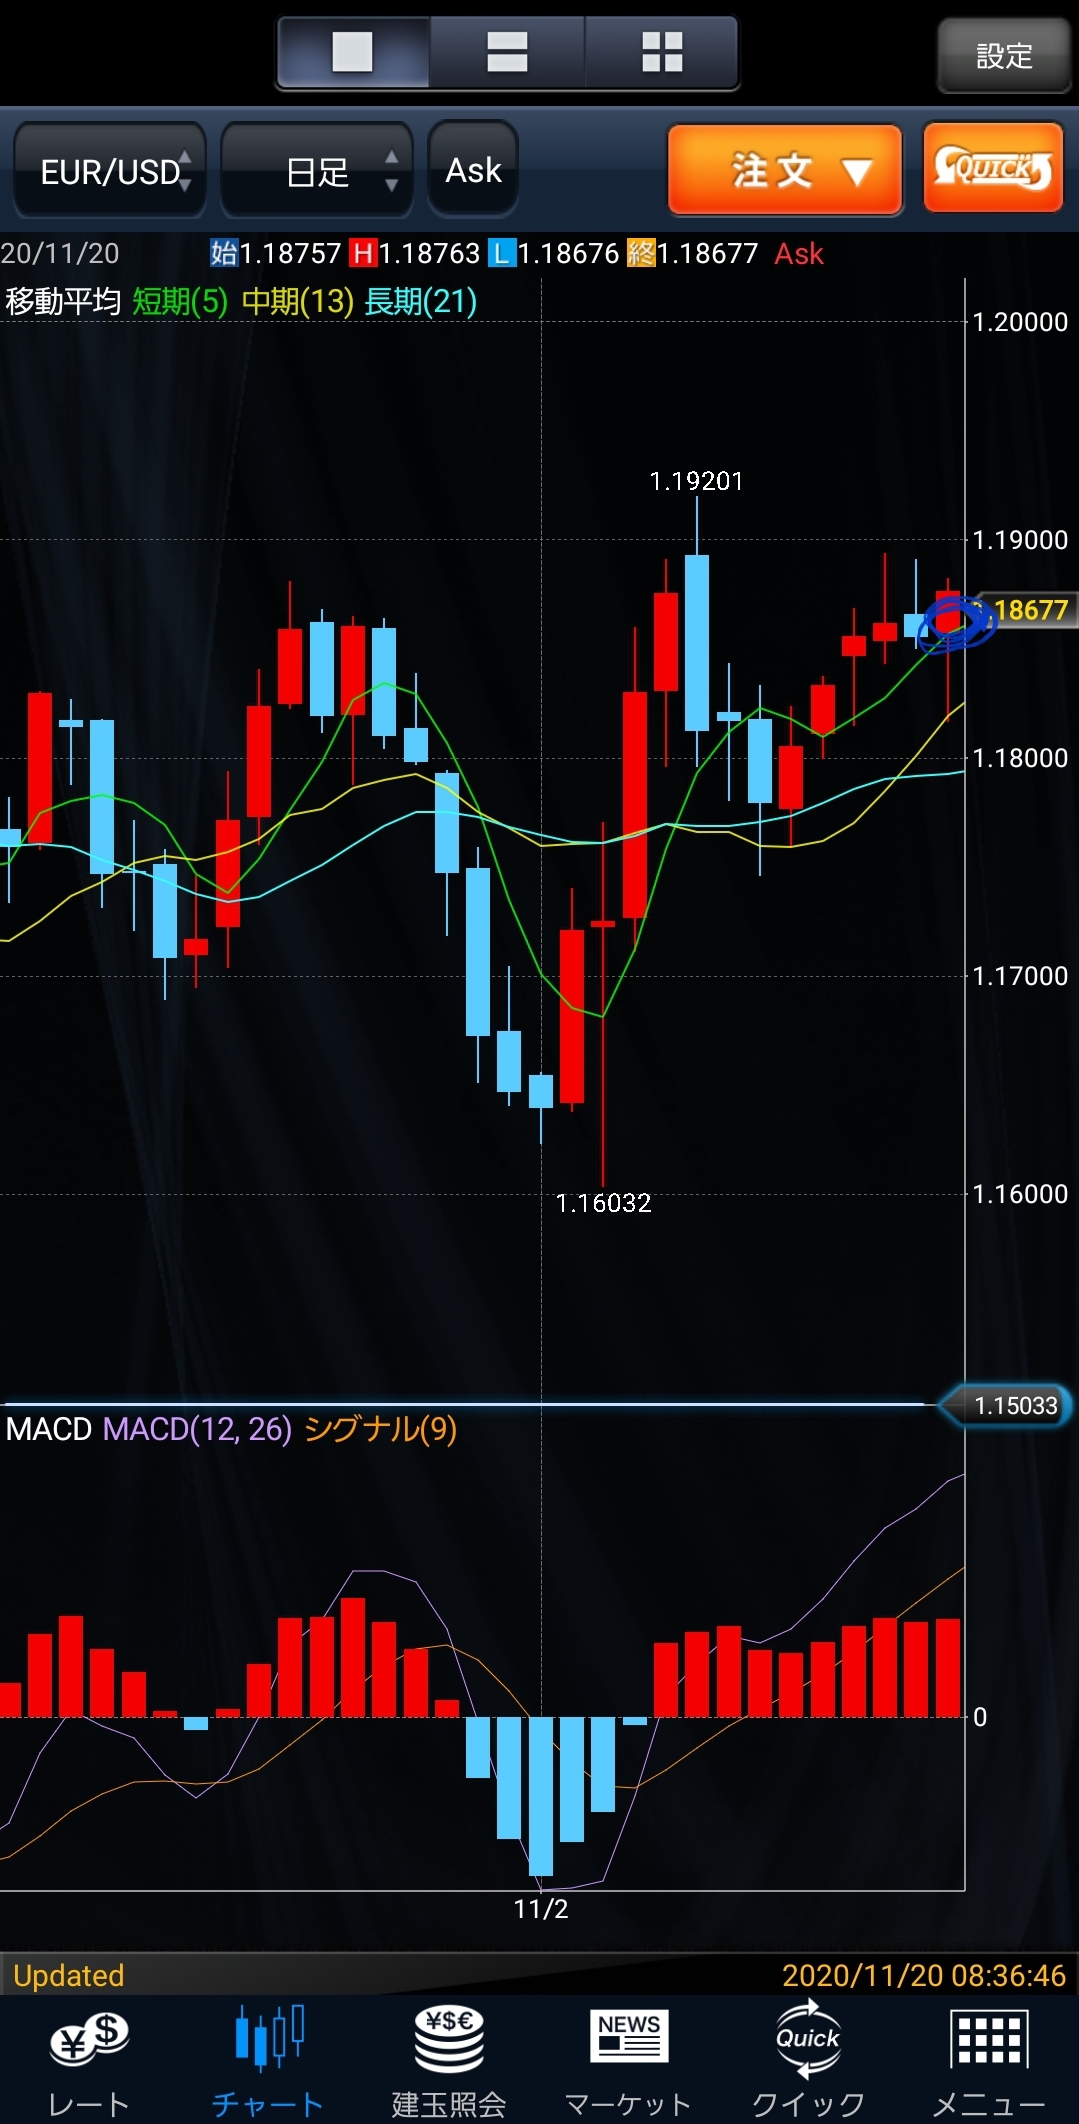 設定
EUR/USD 日足 Ask 注文 ▼ QUICK
20/11/20 始1.18757 H1.18763 L1.18676 終1.18677 Ask
移動平均 短期(5) 中期(13) 長期(21)
1.20000
1.19201
1.19000
.18677
1.18000
1.17000
1.16000
1.16032
1.15033
MACD MACD(12, 26) シグナル(9)
0
11/2
Updated 2020/11/20 08:36:46
¥ $ ¥$€ NEWS Quick
レート チャート 建玉照会 マーケット クイック メニュー